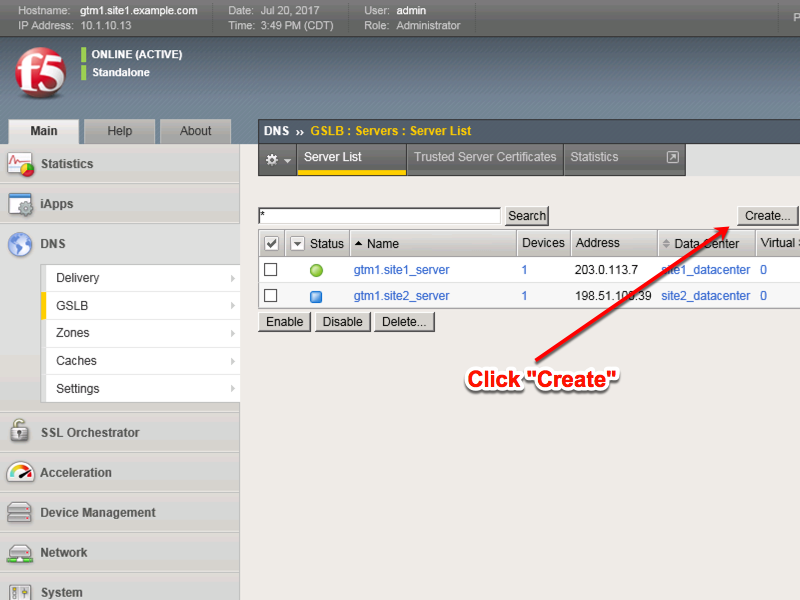 Hostname: gtm1.site1.example.com Date: Jul 20, 2017 User: admin
IP Address: 10.1.10.13 Time: 3:49 PM (CDT) Role: Administrator
f5
ONLINE (ACTIVE)
Standalone
Main Help About
DNS ›› GSLB : Servers : Server List
Server List Trusted Server Certificates Statistics
Statistics
iApps
DNS
Delivery
GSLB
Zones
Caches
Settings
SSL Orchestrator
Acceleration
Device Management
Network
System
* Search Create...
Status Name Devices Address Data Center Virtual
gtm1.site1_server 1 203.0.113.7 site1_datacenter 0
gtm1.site2_server 1 198.51.100.39 site2_datacenter 0
Enable Disable Delete...
Click "Create"